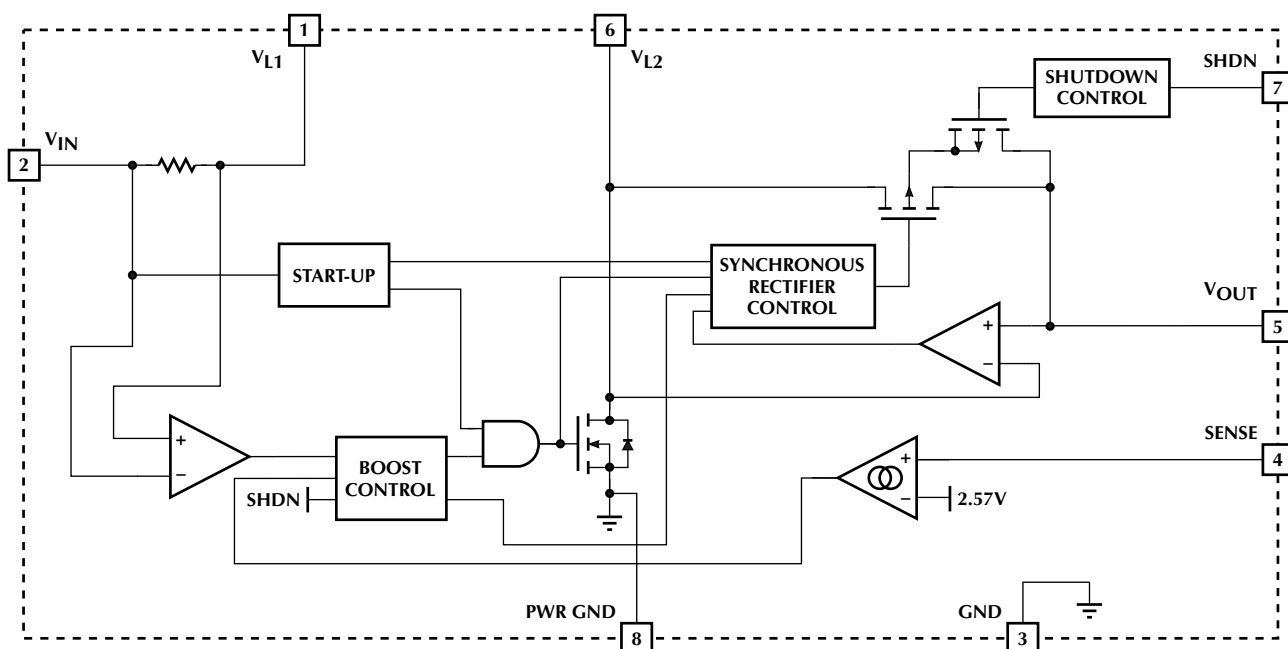 1
6
VL1
VL2
SHDN
SHUTDOWN
CONTROL
7
VIN
2
START-UP
SYNCHRONOUS
RECTIFIER
CONTROL
VOUT
+
5
−
+
−
BOOST
CONTROL
SHDN
SENSE
+
4
−
2.57V
PWR GND
8
GND
3